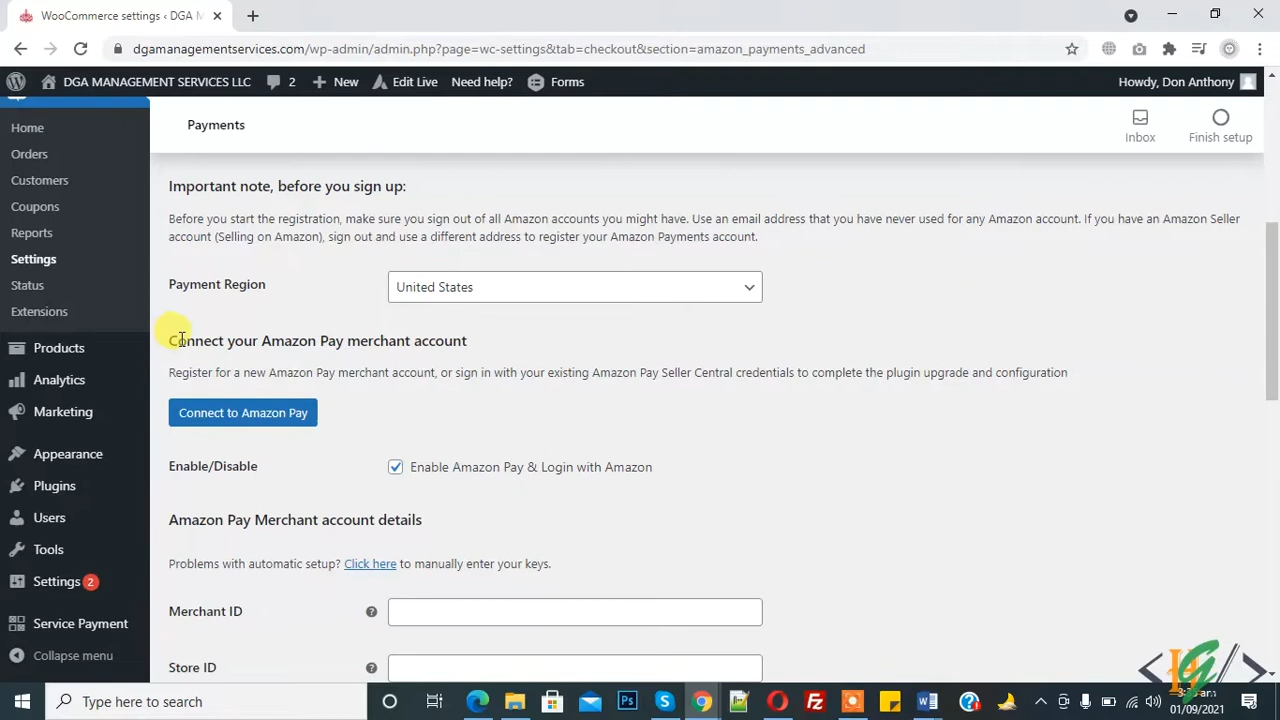 WooCommerce settings ‹ DGA M
dgamanagementservices.com/wp-admin/admin.php?page=wc-settings&tab=checkout&section=amazon_payments_advanced
DGA MANAGEMENT SERVICES LLC 2 New Edit Live Need help? Forms Howdy, Don Anthony
Home
Orders
Customers
Coupons
Reports
Settings
Status
Extensions
Products
Analytics
Marketing
Appearance
Plugins
Users
Tools
Settings 2
Service Payment
Collapse menu
Payments
Inbox
Finish setup
Important note, before you sign up:
Before you start the registration, make sure you sign out of all Amazon accounts you might have. Use an email address that you have never used for any Amazon account. If you have an Amazon Seller
account (Selling on Amazon), sign out and use a different address to register your Amazon Payments account.
Payment Region United States
Connect your Amazon Pay merchant account
Register for a new Amazon Pay merchant account, or sign in with your existing Amazon Pay Seller Central credentials to complete the plugin upgrade and configuration
Connect to Amazon Pay
Enable/Disable Enable Amazon Pay & Login with Amazon
Amazon Pay Merchant account details
Problems with automatic setup? Click here to manually enter your keys.
Merchant ID
Store ID
Type here to search
01/09/2021